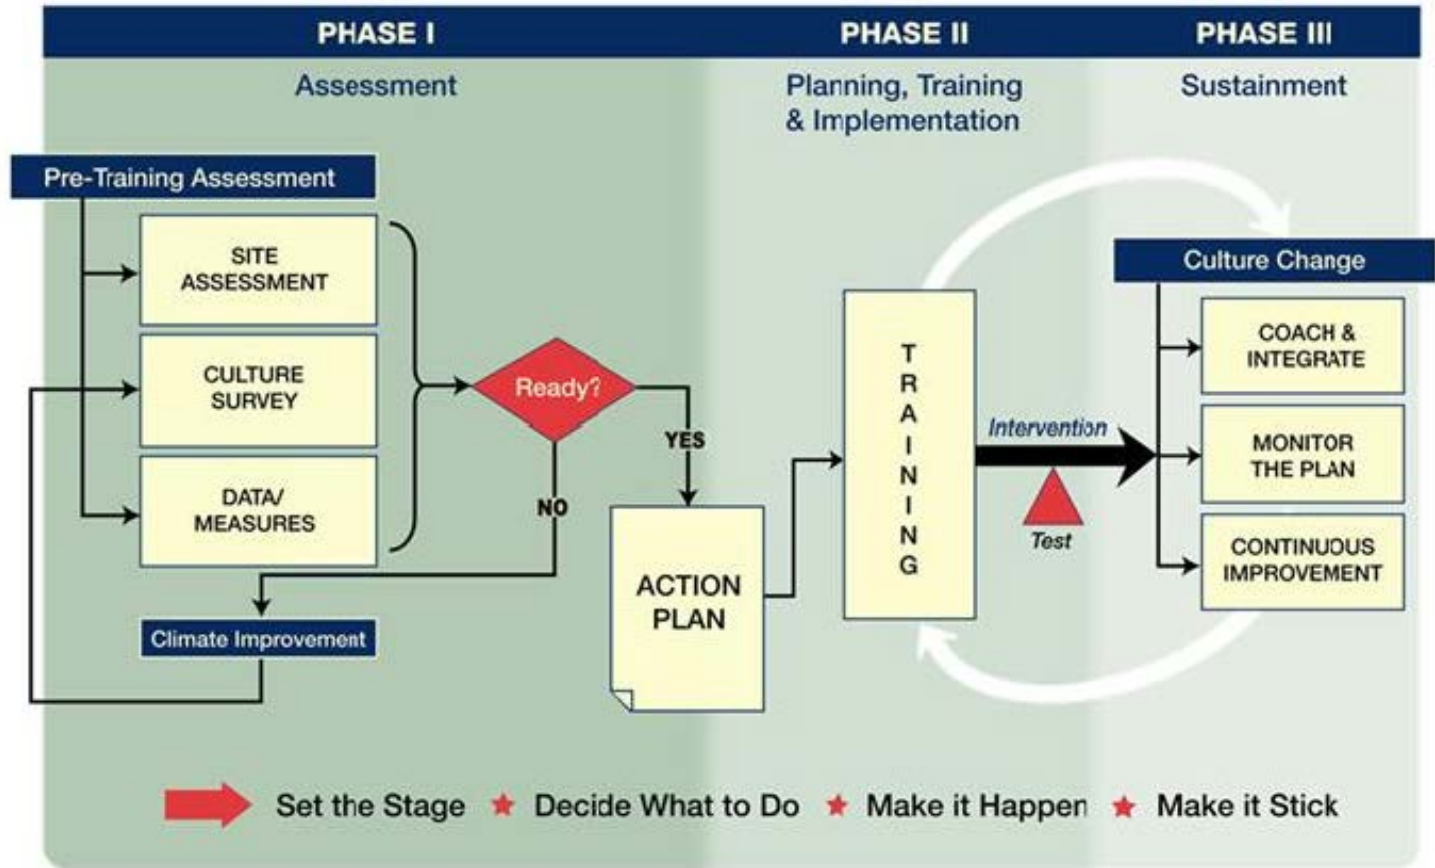 PHASE I
PHASE II
PHASE III
Assessment
Planning, Training
& Implementation
Sustainment
Pre-Training Assessment
SITE
ASSESSMENT
CULTURE
SURVEY
DATA/
MEASURES
Ready?
YES
NO
Climate Improvement
ACTION
PLAN
TRAINING
Intervention
Test
Culture Change
COACH &
INTEGRATE
MONITOR
THE PLAN
CONTINUOUS
IMPROVEMENT
Set the Stage ★ Decide What to Do ★ Make it Happen ★ Make it Stick